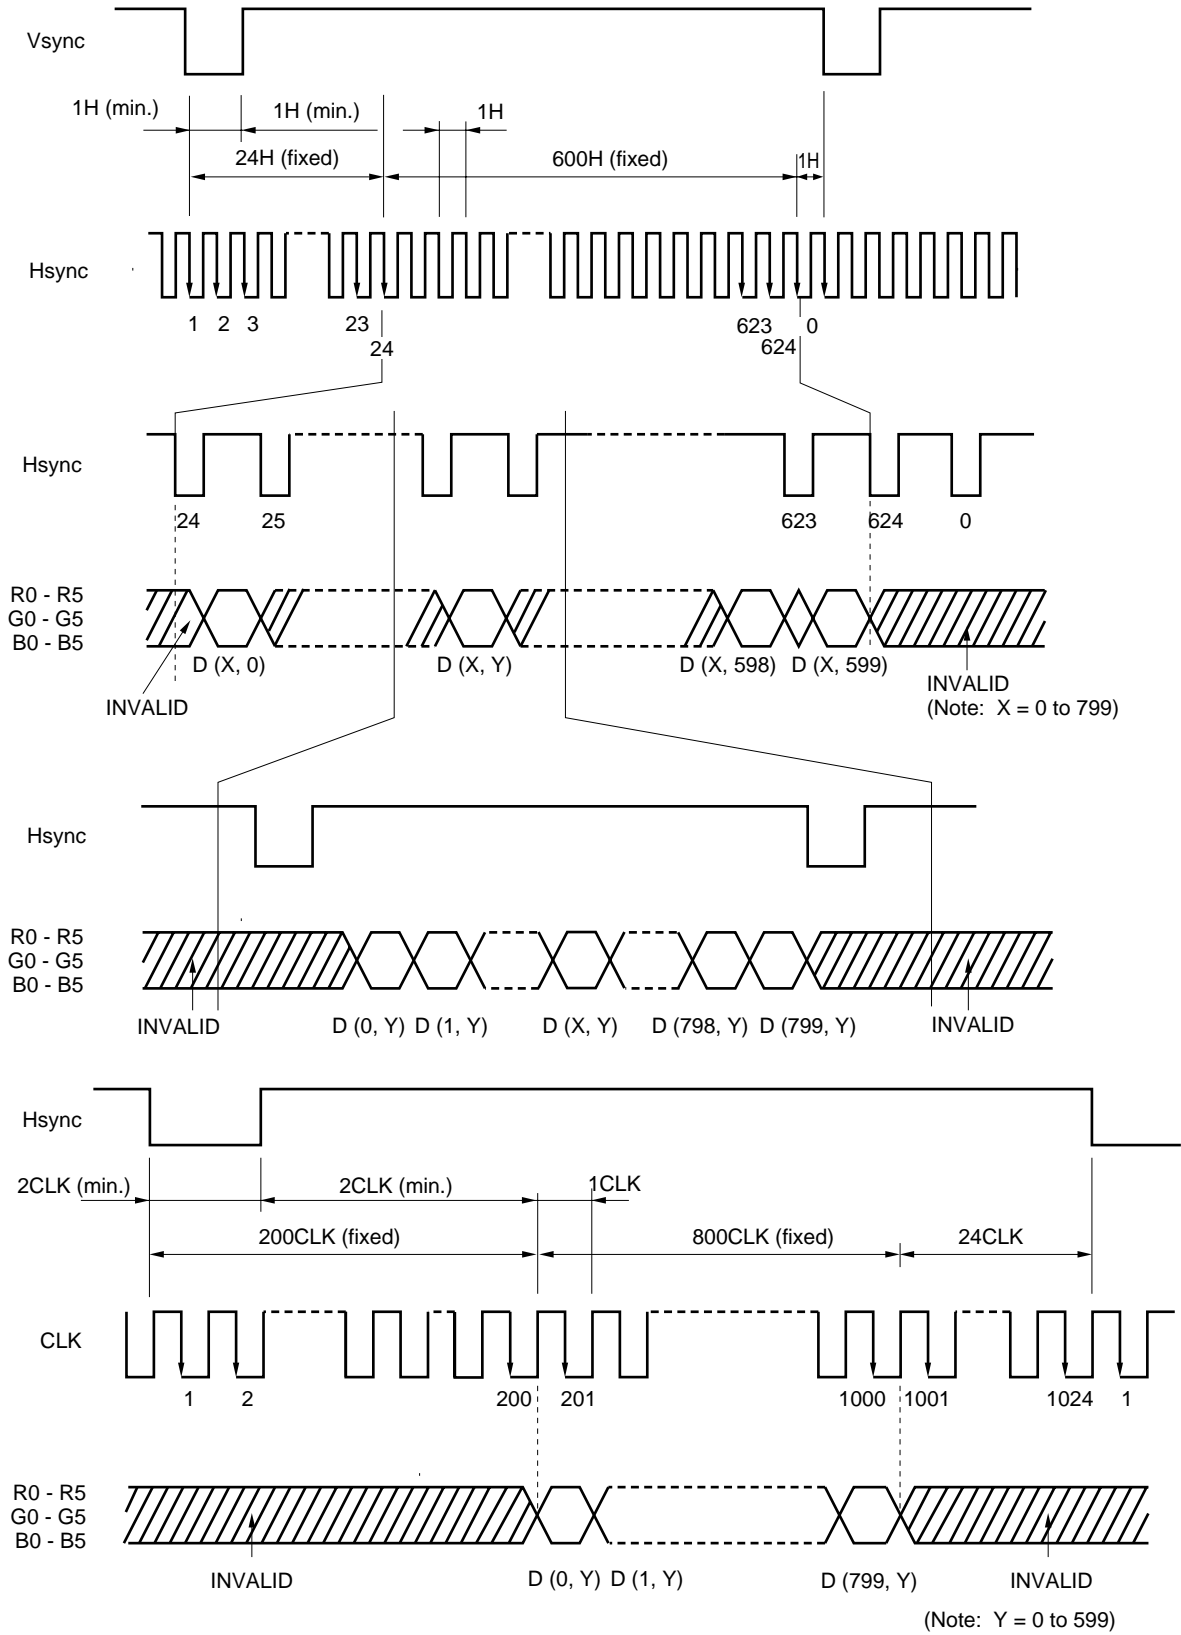 Vsync
1H (min.) 1H (min.) 1H
24H (fixed) 600H (fixed) 1H
Hsync
1 2 3 23 623 0
24 624
Hsync
24 25 623 624 0
R0 - R5
G0 - G5
B0 - B5
D (X, 0) D (X, Y) D (X, 598) D (X, 599)
INVALID INVALID
(Note: X = 0 to 799)
Hsync
R0 - R5
G0 - G5
B0 - B5
INVALID D (0, Y) D (1, Y) D (X, Y) D (798, Y) D (799, Y) INVALID
Hsync
2CLK (min.) 2CLK (min.) 1CLK
200CLK (fixed) 800CLK (fixed) 24CLK
CLK
1 2 200 201 1000 1001 1024 1
R0 - R5
G0 - G5
B0 - B5
INVALID D (0, Y) D (1, Y) D (799, Y) INVALID
(Note: Y = 0 to 599)